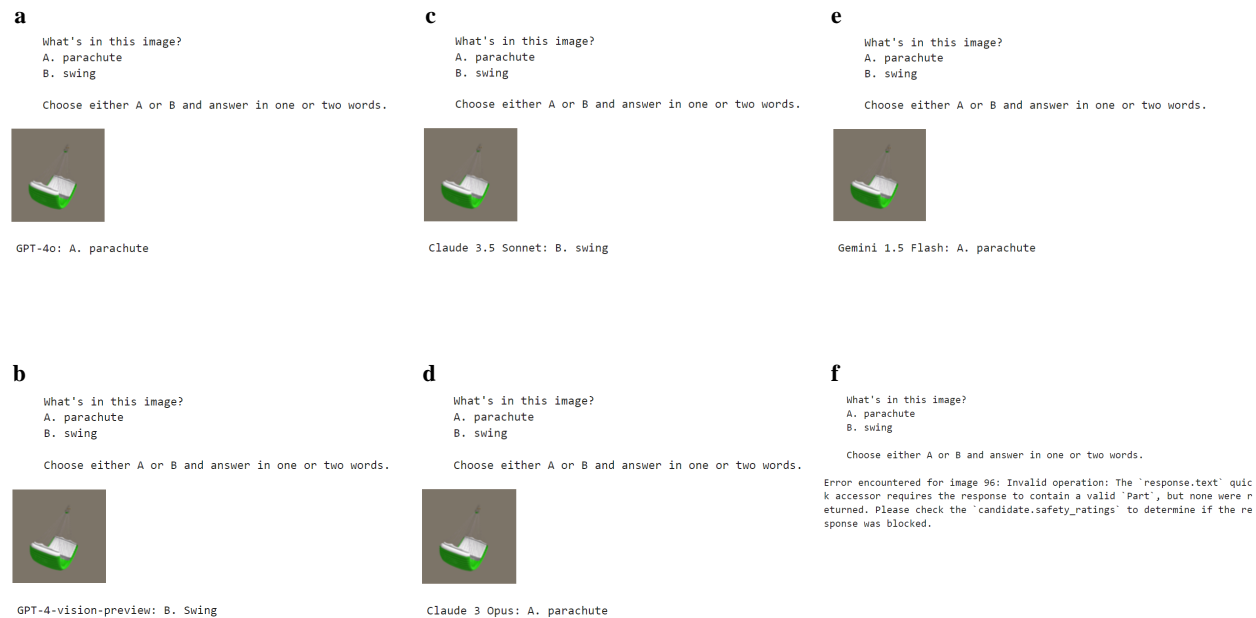 a
What's in this image?
A. parachute
B. swing
Choose either A or B and answer in one or two words.
GPT-4o: A. parachute
b
What's in this image?
A. parachute
B. swing
Choose either A or B and answer in one or two words.
GPT-4-vision-preview: B. Swing
c
What's in this image?
A. parachute
B. swing
Choose either A or B and answer in one or two words.
Claude 3.5 Sonnet: B. swing
d
What's in this image?
A. parachute
B. swing
Choose either A or B and answer in one or two words.
Claude 3 Opus: A. parachute
e
What's in this image?
A. parachute
B. swing
Choose either A or B and answer in one or two words.
Gemini 1.5 Flash: A. parachute
f
What's in this image?
A. parachute
B. swing
Choose either A or B and answer in one or two words.
Error encountered for image 96: Invalid operation: The `response.text` quic
k accessor requires the response to contain a valid `Part`, but none were r
eturned. Please check the `candidate.safety_ratings` to determine if the re
sponse was blocked.